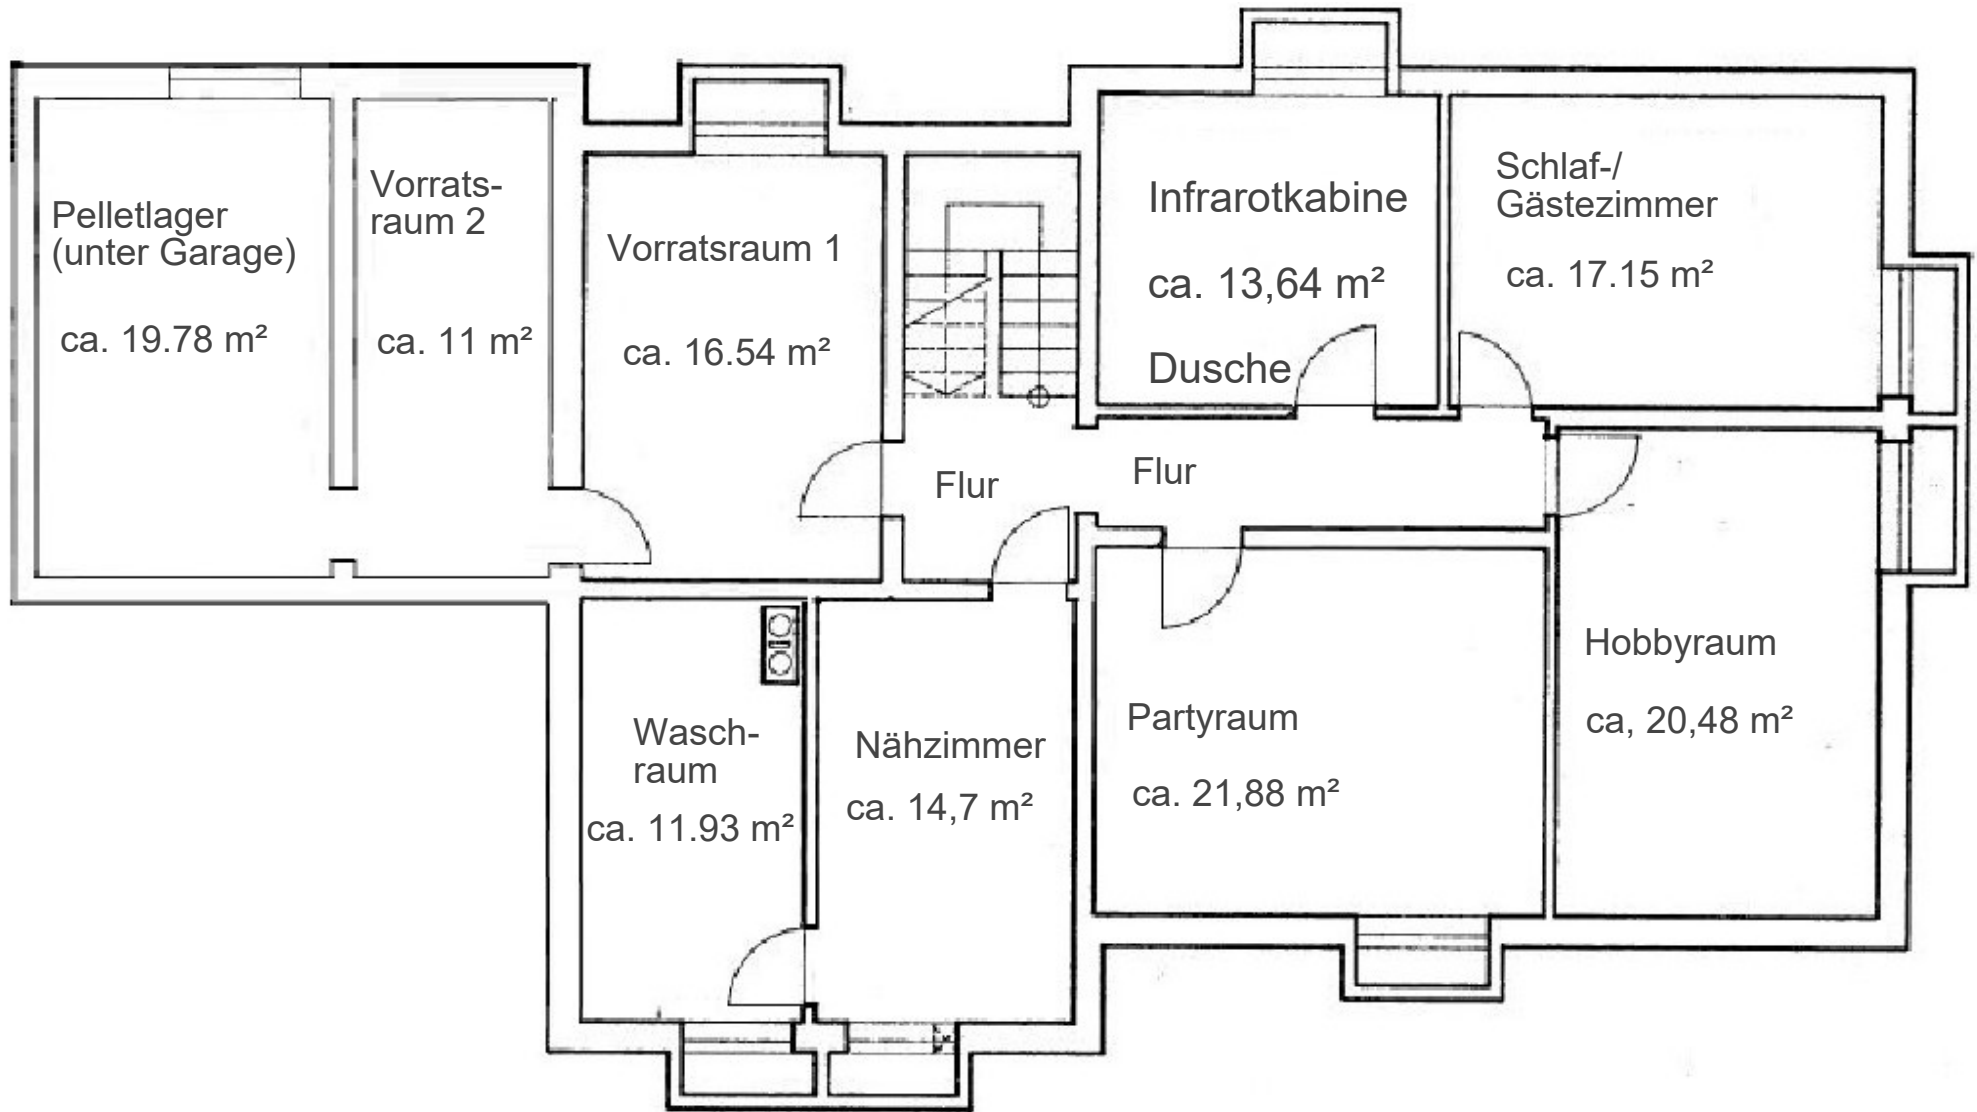 Pelletlager
(unter Garage)
ca. 19.78 m²
Vorrats-
raum 2
ca. 11 m²
Vorratsraum 1
ca. 16.54 m²
Infrarotkabine
ca. 13,64 m²
Dusche
Schlaf-/
Gästezimmer
ca. 17.15 m²
Flur
Flur
Wasch-
raum
ca. 11.93 m²
Nähzimmer
ca. 14,7 m²
Partyraum
ca. 21,88 m²
Hobbyraum
ca, 20,48 m²